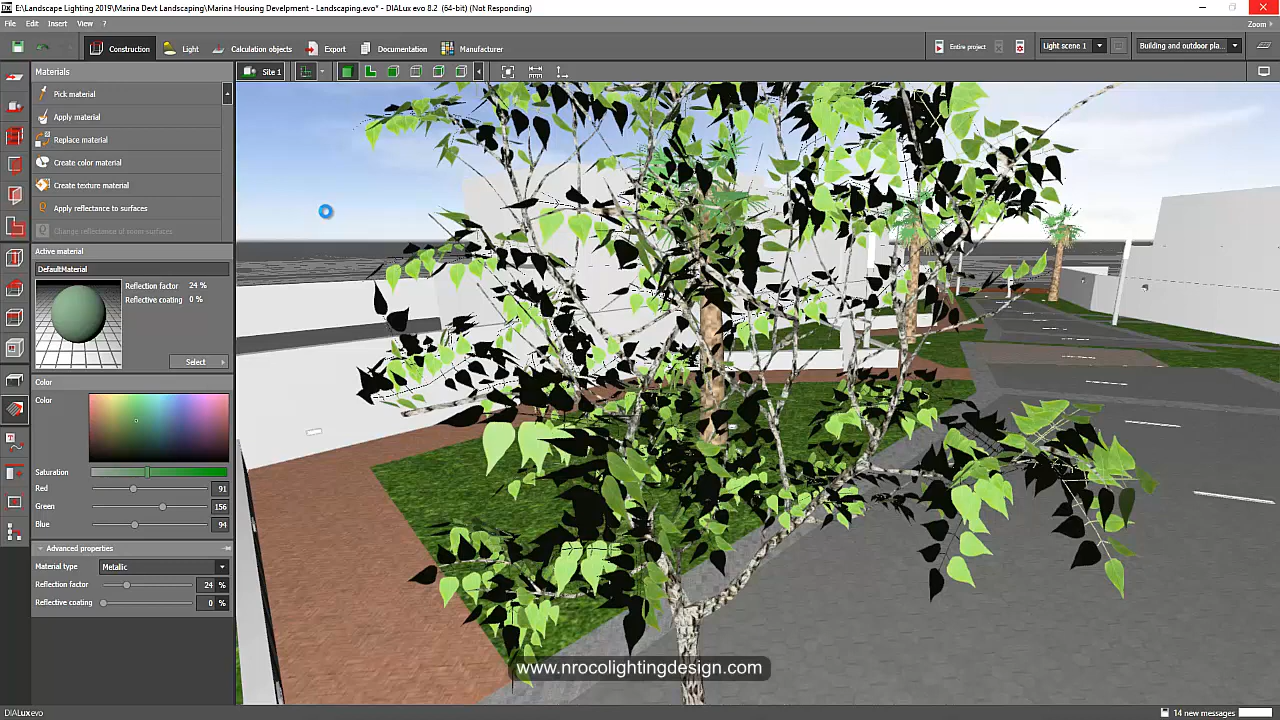 E:\Landscape Lighting 2019\Marina Devt Landscaping\Marina Housing Develpment - Landscaping.evo* - DIALux evo 8.2 (64-bit) (Not Responding)
File Edit Insert View ?
Zoom
Construction Light Calculation objects Export Documentation Manufacturer
Entire project
Light scene 1
Building and outdoor pla...
Materials
Site 1
Pick material
Apply material
Replace material
Create color material
Create texture material
Apply reflectance to surfaces
Change reflectance of room surfaces
Active material
DefaultMaterial
Reflection factor 24 %
Reflective coating 0 %
Select
Color
Color
Saturation
Red 91
Green 156
Blue 94
Advanced properties
Material type Metallic
Reflection factor 24 %
Reflective coating 0 %
www.nrocolightingdesign.com
DIALux evo
14 new messages